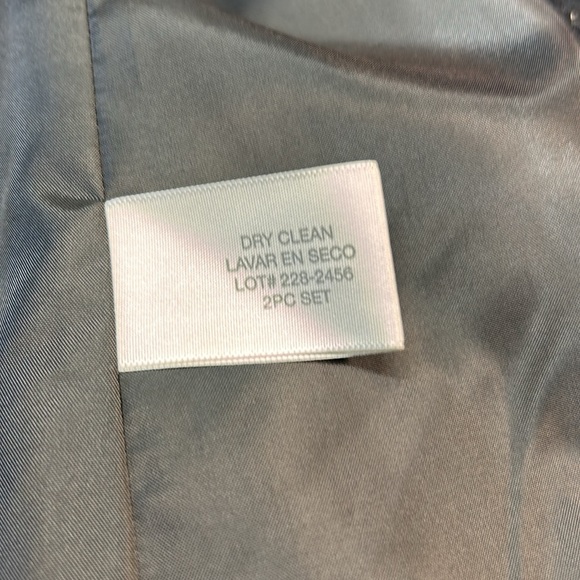 DRY CLEAN
LAVAR EN SECO
LOT# 228-2456
2PC SET